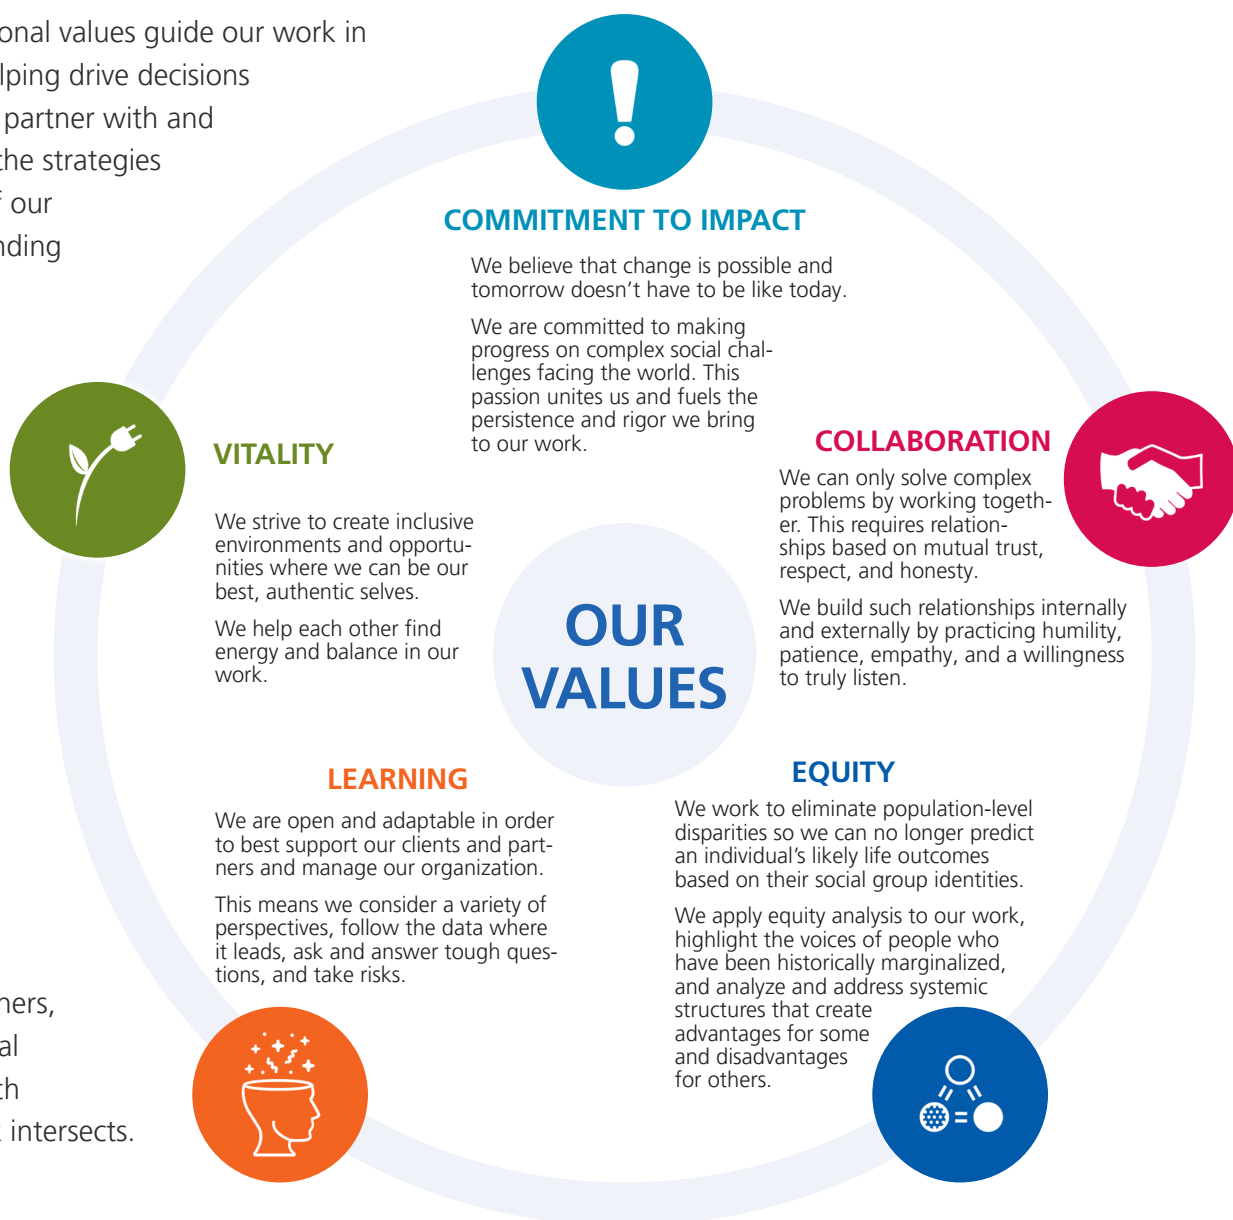 onal values guide our work in
lping drive decisions
partner with and
the strategies
f our
nding
COMMITMENT TO IMPACT
We believe that change is possible and
tomorrow doesn’t have to be like today.
We are committed to making
progress on complex social chal-
lenges facing the world. This
passion unites us and fuels the
persistence and rigor we bring
to our work.
COLLABORATION
We can only solve complex
problems by working togeth-
er. This requires relation-
ships based on mutual trust,
respect, and honesty.
We build such relationships internally
and externally by practicing humility,
patience, empathy, and a willingness
to truly listen.
VITALITY
We strive to create inclusive
environments and opportu-
nities where we can be our
best, authentic selves.
We help each other find
energy and balance in our
work.
OUR
VALUES
LEARNING
We are open and adaptable in order
to best support our clients and part-
ners and manage our organization.
This means we consider a variety of
perspectives, follow the data where
it leads, ask and answer tough ques-
tions, and take risks.
EQUITY
We work to eliminate population-level
disparities so we can no longer predict
an individual’s likely life outcomes
based on their social group identities.
We apply equity analysis to our work,
highlight the voices of people who
have been historically marginalized,
and analyze and address systemic
structures that create
advantages for some
and disadvantages
for others.
ners,
al
th
intersects.